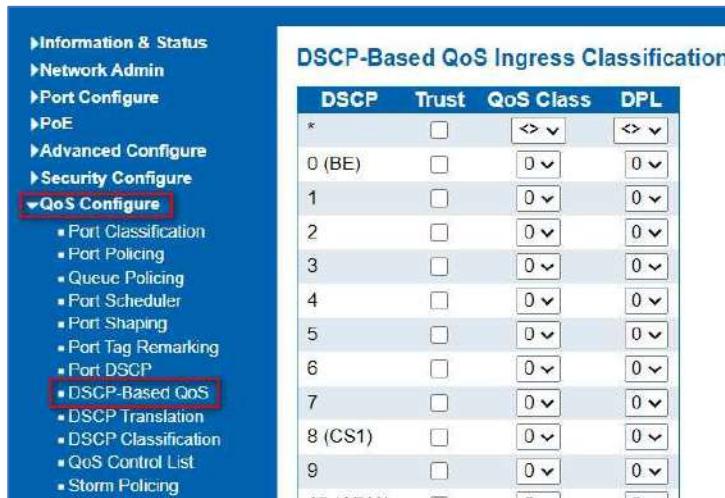 Information & Status
Network Admin
Port Configure
PoE
Advanced Configure
Security Configure
QoS Configure
Port Classification
Port Policing
Queue Policing
Port Scheduler
Port Shaping
Port Tag Remarking
Port DSCP
DSCP-Based QoS
DSCP Translation
DSCP Classification
QoS Control List
Storm Policing
DSCP-Based QoS Ingress Classification
DSCP Trust QoS Class DPL
* <> <>
0 (BE) 0 0
1 0 0
2 0 0
3 0 0
4 0 0
5 0 0
6 0 0
7 0 0
8 (CS1) 0 0
9 0 0